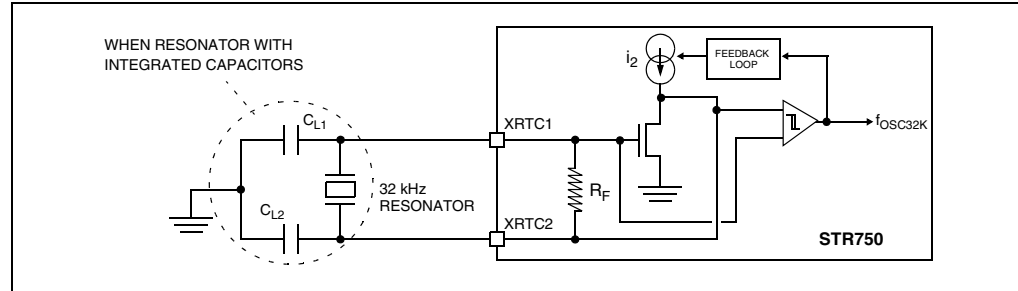 WHEN RESONATOR WITH
INTEGRATED CAPACITORS
i2
FEEDBACK
LOOP
CL1
XRTC1
fOSC32K
32 kHz
RESONATOR
RF
CL2
XRTC2
STR750